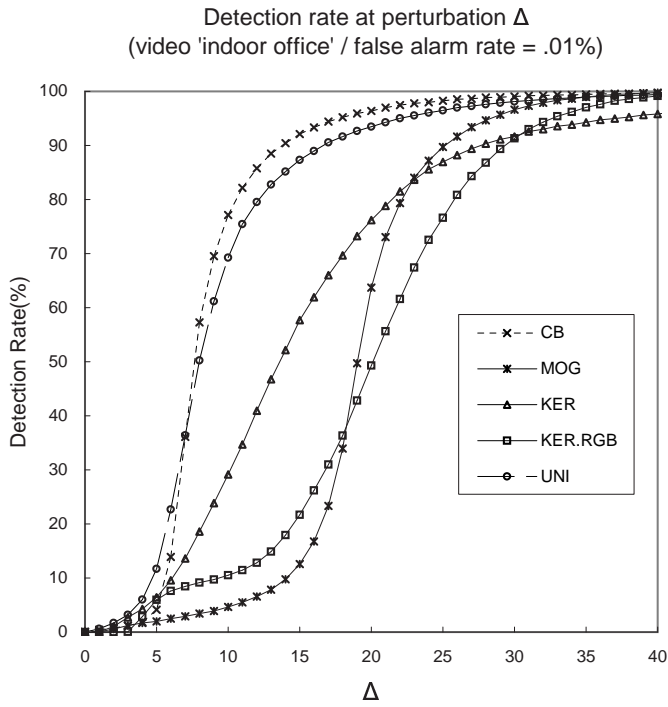 Detection rate at perturbation Δ
(video 'indoor office' / false alarm rate = .01%)
Detection Rate(%)
100
90
80
70
60
50
40
30
20
10
0
0 5 10 15 20 25 30 35 40
Δ
CB
MOG
KER
KER.RGB
UNI